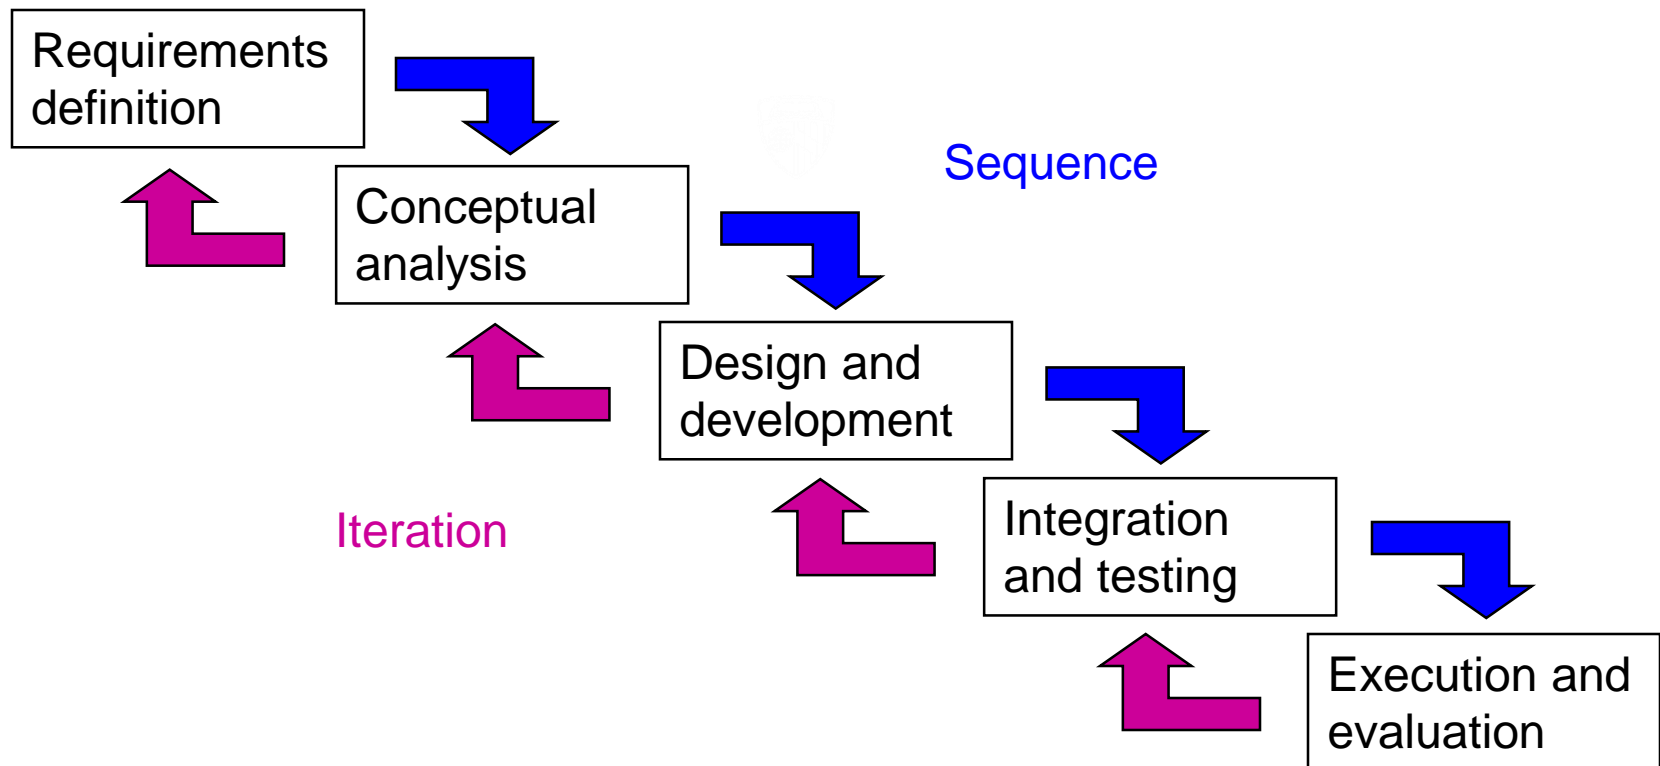 Requirements
definition
Sequence
Conceptual
analysis
Design and
development
Iteration
Integration
and testing
Execution and
evaluation